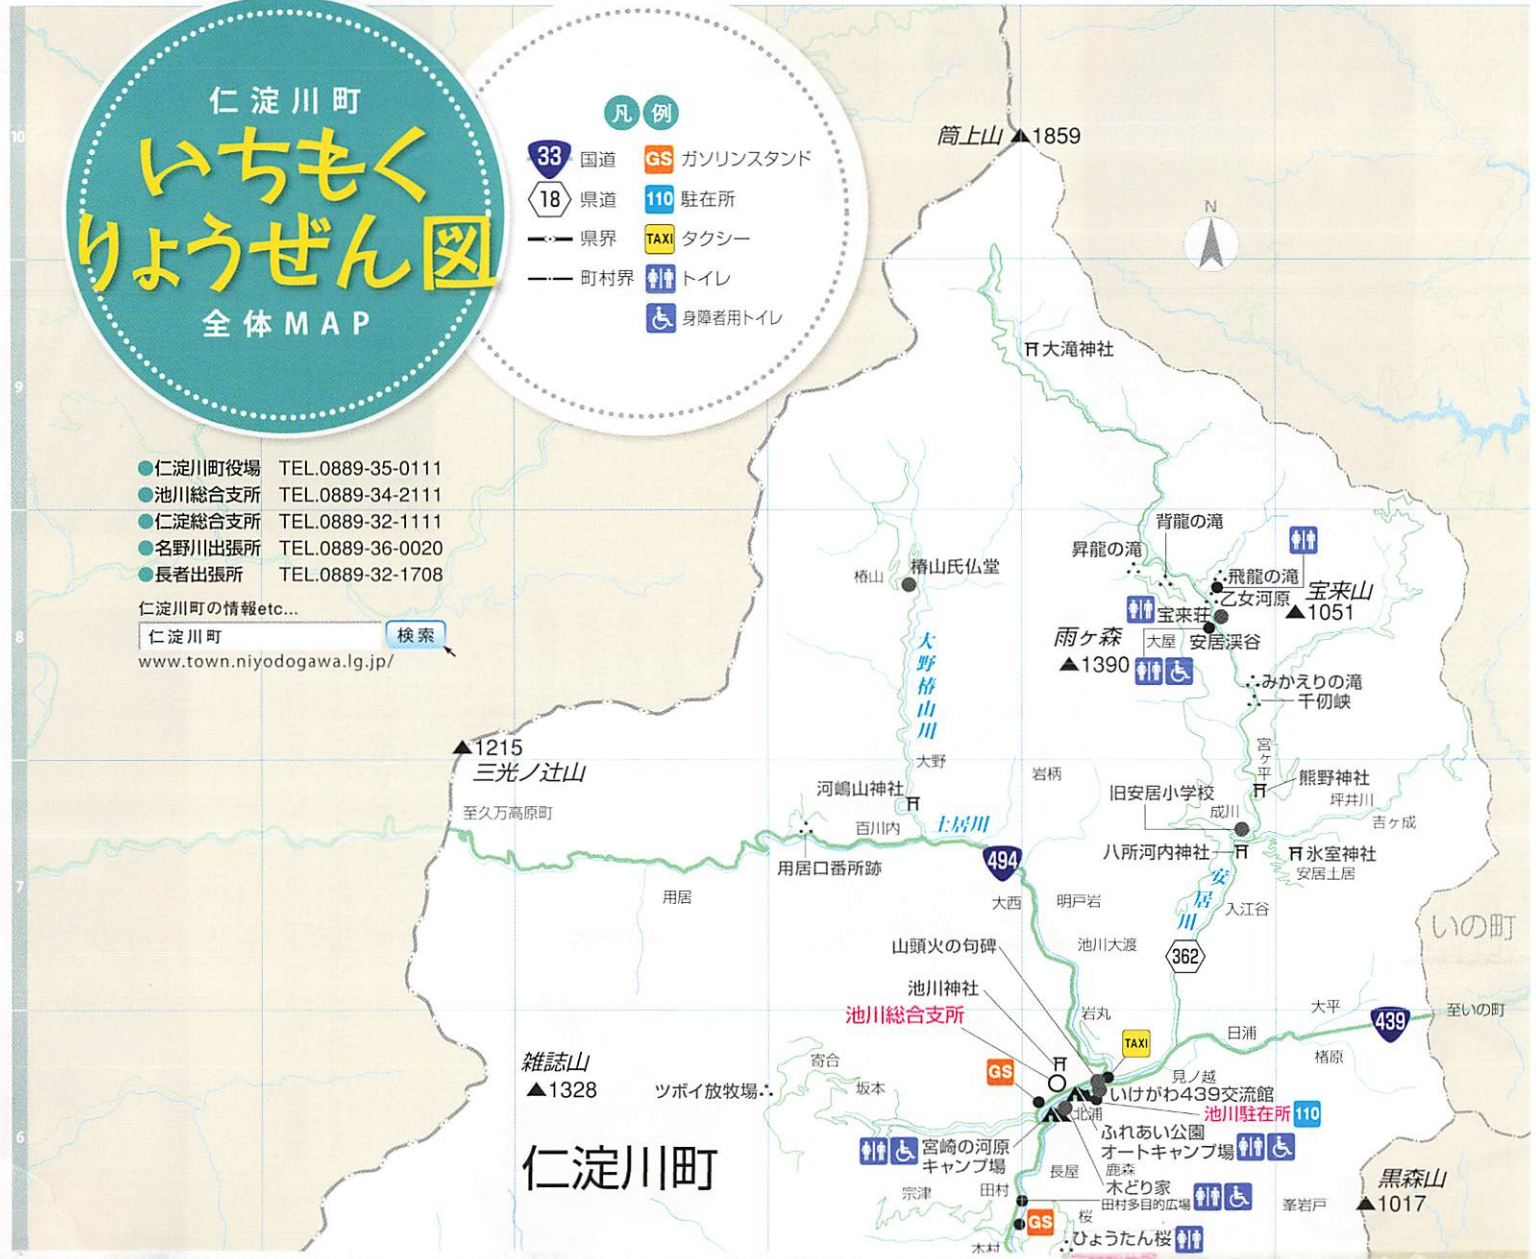 仁淀川町
いちもく
りょうぜん図
全体MAP
凡例
33 国道
18 県道
県界
町村界
GS ガソリンスタンド
110 駐在所
TAXI タクシー
トイレ
身障者用トイレ
●仁淀川町役場 TEL.0889-35-0111
●池川総合支所 TEL.0889-34-2111
●仁淀総合支所 TEL.0889-32-1111
●名野川出張所 TEL.0889-36-0020
●長者出張所 TEL.0889-32-1708
仁淀川町の情報etc...
仁淀川町 検索
www.town.niyodogawa.lg.jp/
10
9
8
7
6
N
筒上山 ▲1859
大滝神社
背龍の滝
昇龍の滝
飛龍の滝
乙女河原
宝来山
▲1051
宝来荘
安居渓谷
大屋
雨ヶ森
▲1390
みかえりの滝
千仞峡
椿山
椿山氏仏堂
大野椿山川
大野
▲1215
三光ノ辻山
至久万高原町
河嶋山神社
百川内
土居川
用居口番所跡
用居
岩柄
宮ヶ平
熊野神社
旧安居小学校
成川
坪井川
吉ヶ成
八所河内神社
氷室神社
安居土居
安居川
入江谷
494
大西
明戸岩
池川大渡
362
いの町
山頭火の句碑
池川神社
池川総合支所
岩丸
TAXI
大平
439
至いの町
日浦
楮原
見ノ越
雑誌山
▲1328
寄合
坂本
ツボイ放牧場
GS
いけがわ439交流館
北浦
池川駐在所 110
ふれあい公園
オートキャンプ場
宮崎の河原
キャンプ場
仁淀川町
長屋
鹿森
木どり家
田村多目的広場
宗津
田村
峯岩戸
黒森山
▲1017
GS
桜
ひょうたん桜
本村